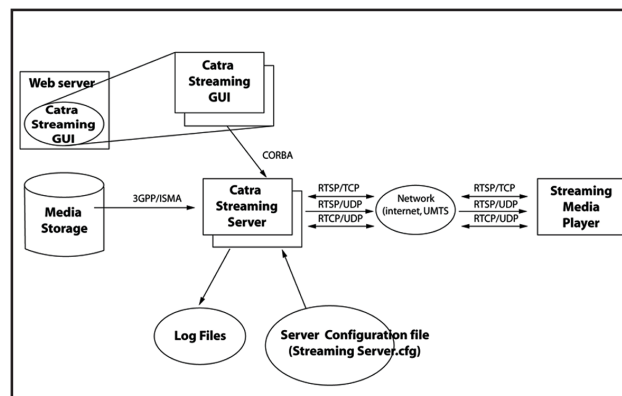 Web server
Catra
Streaming
GUI
Catra
Streaming
GUI
CORBA
Media
Storage
3GPP/ISMA
Catra
Streaming
Server
RTSP/TCP
RTSP/UDP
RTCP/UDP
Network
(internet, UMTS
RTSP/TCP
RTSP/UDP
RTCP/UDP
Streaming
Media
Player
Log Files
Server Configuration file
(Streaming Server.cfg)